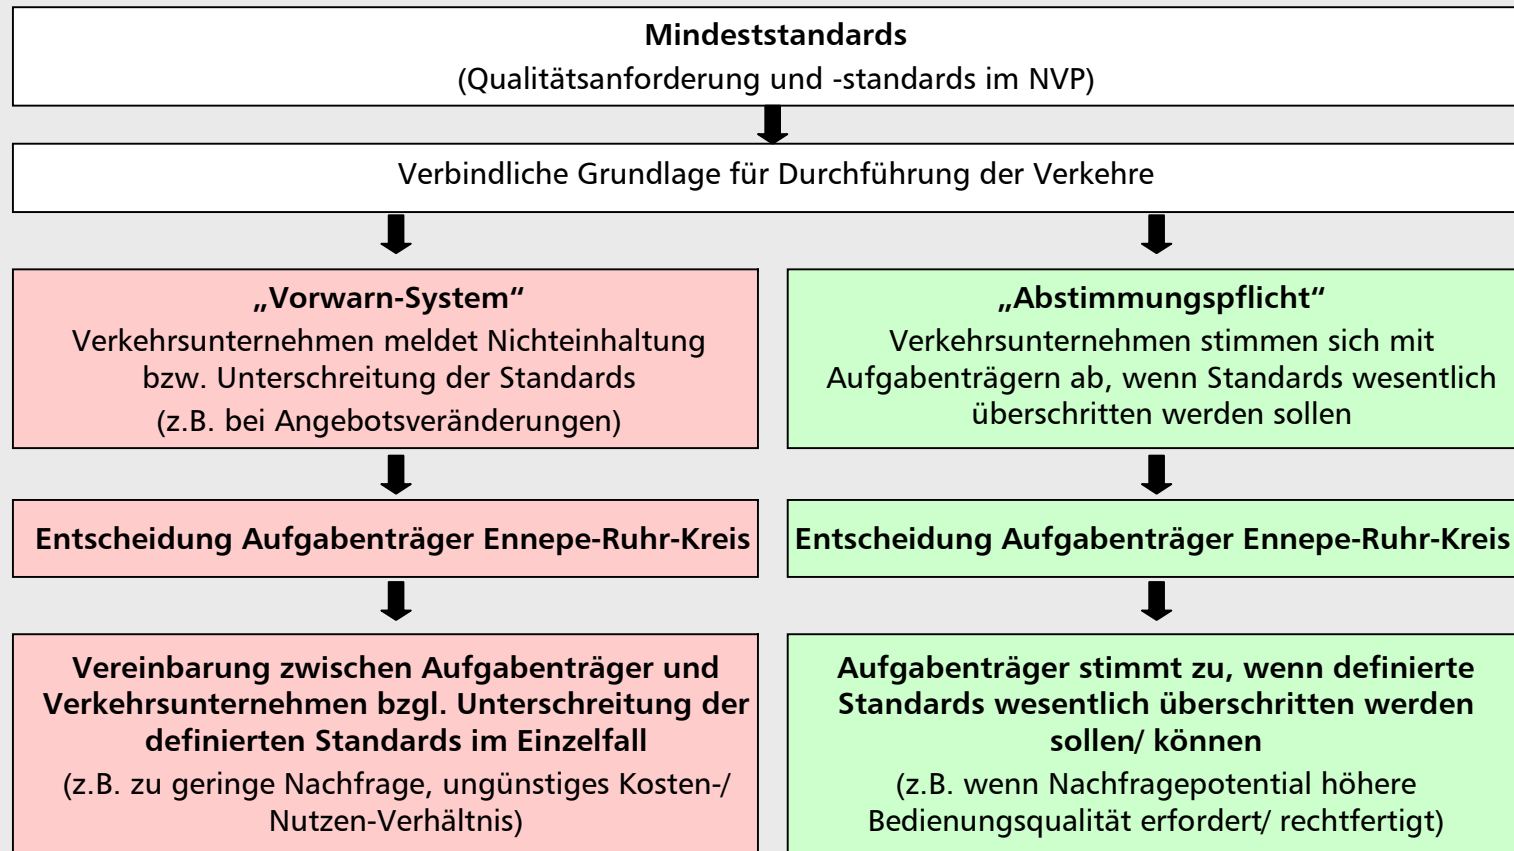 Mindeststandards
(Qualitätsanforderung und -standards im NVP)
Verbindliche Grundlage für Durchführung der Verkehre
„Vorwarn-System“
Verkehrsunternehmen meldet Nichteinhaltung
bzw. Unterschreitung der Standards
(z.B. bei Angebotsveränderungen)
Entscheidung Aufgabenträger Ennepe-Ruhr-Kreis
Vereinbarung zwischen Aufgabenträger und
Verkehrsunternehmen bzgl. Unterschreitung der
definierten Standards im Einzelfall
(z.B. zu geringe Nachfrage, ungünstiges Kosten-/
Nutzen-Verhältnis)
„Abstimmungspflicht“
Verkehrsunternehmen stimmen sich mit
Aufgabenträgern ab, wenn Standards wesentlich
überschritten werden sollen
Entscheidung Aufgabenträger Ennepe-Ruhr-Kreis
Aufgabenträger stimmt zu, wenn definierte
Standards wesentlich überschritten werden
sollen/ können
(z.B. wenn Nachfragepotential höhere
Bedienungsqualität erfordert/ rechtfertigt)